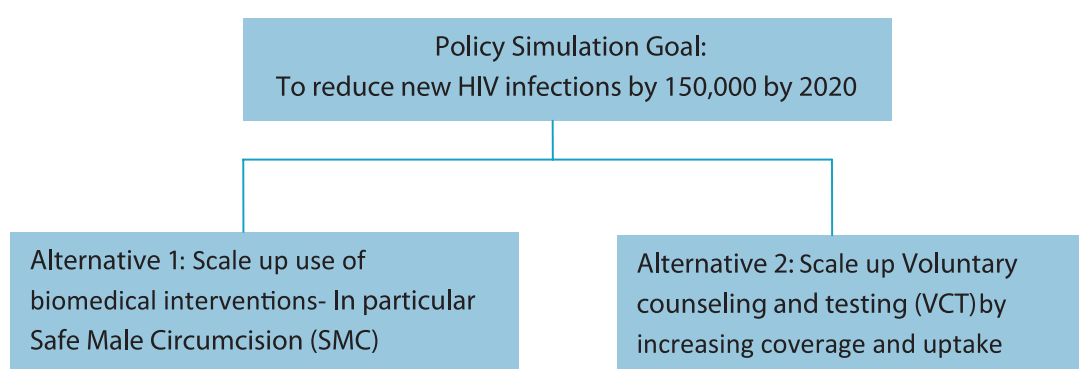 Policy Simulation Goal:
To reduce new HIV infections by 150,000 by 2020
Alternative 1: Scale up use of
biomedical interventions- In particular
Safe Male Circumcision (SMC)
Alternative 2: Scale up Voluntary
counseling and testing (VCT) by
increasing coverage and uptake